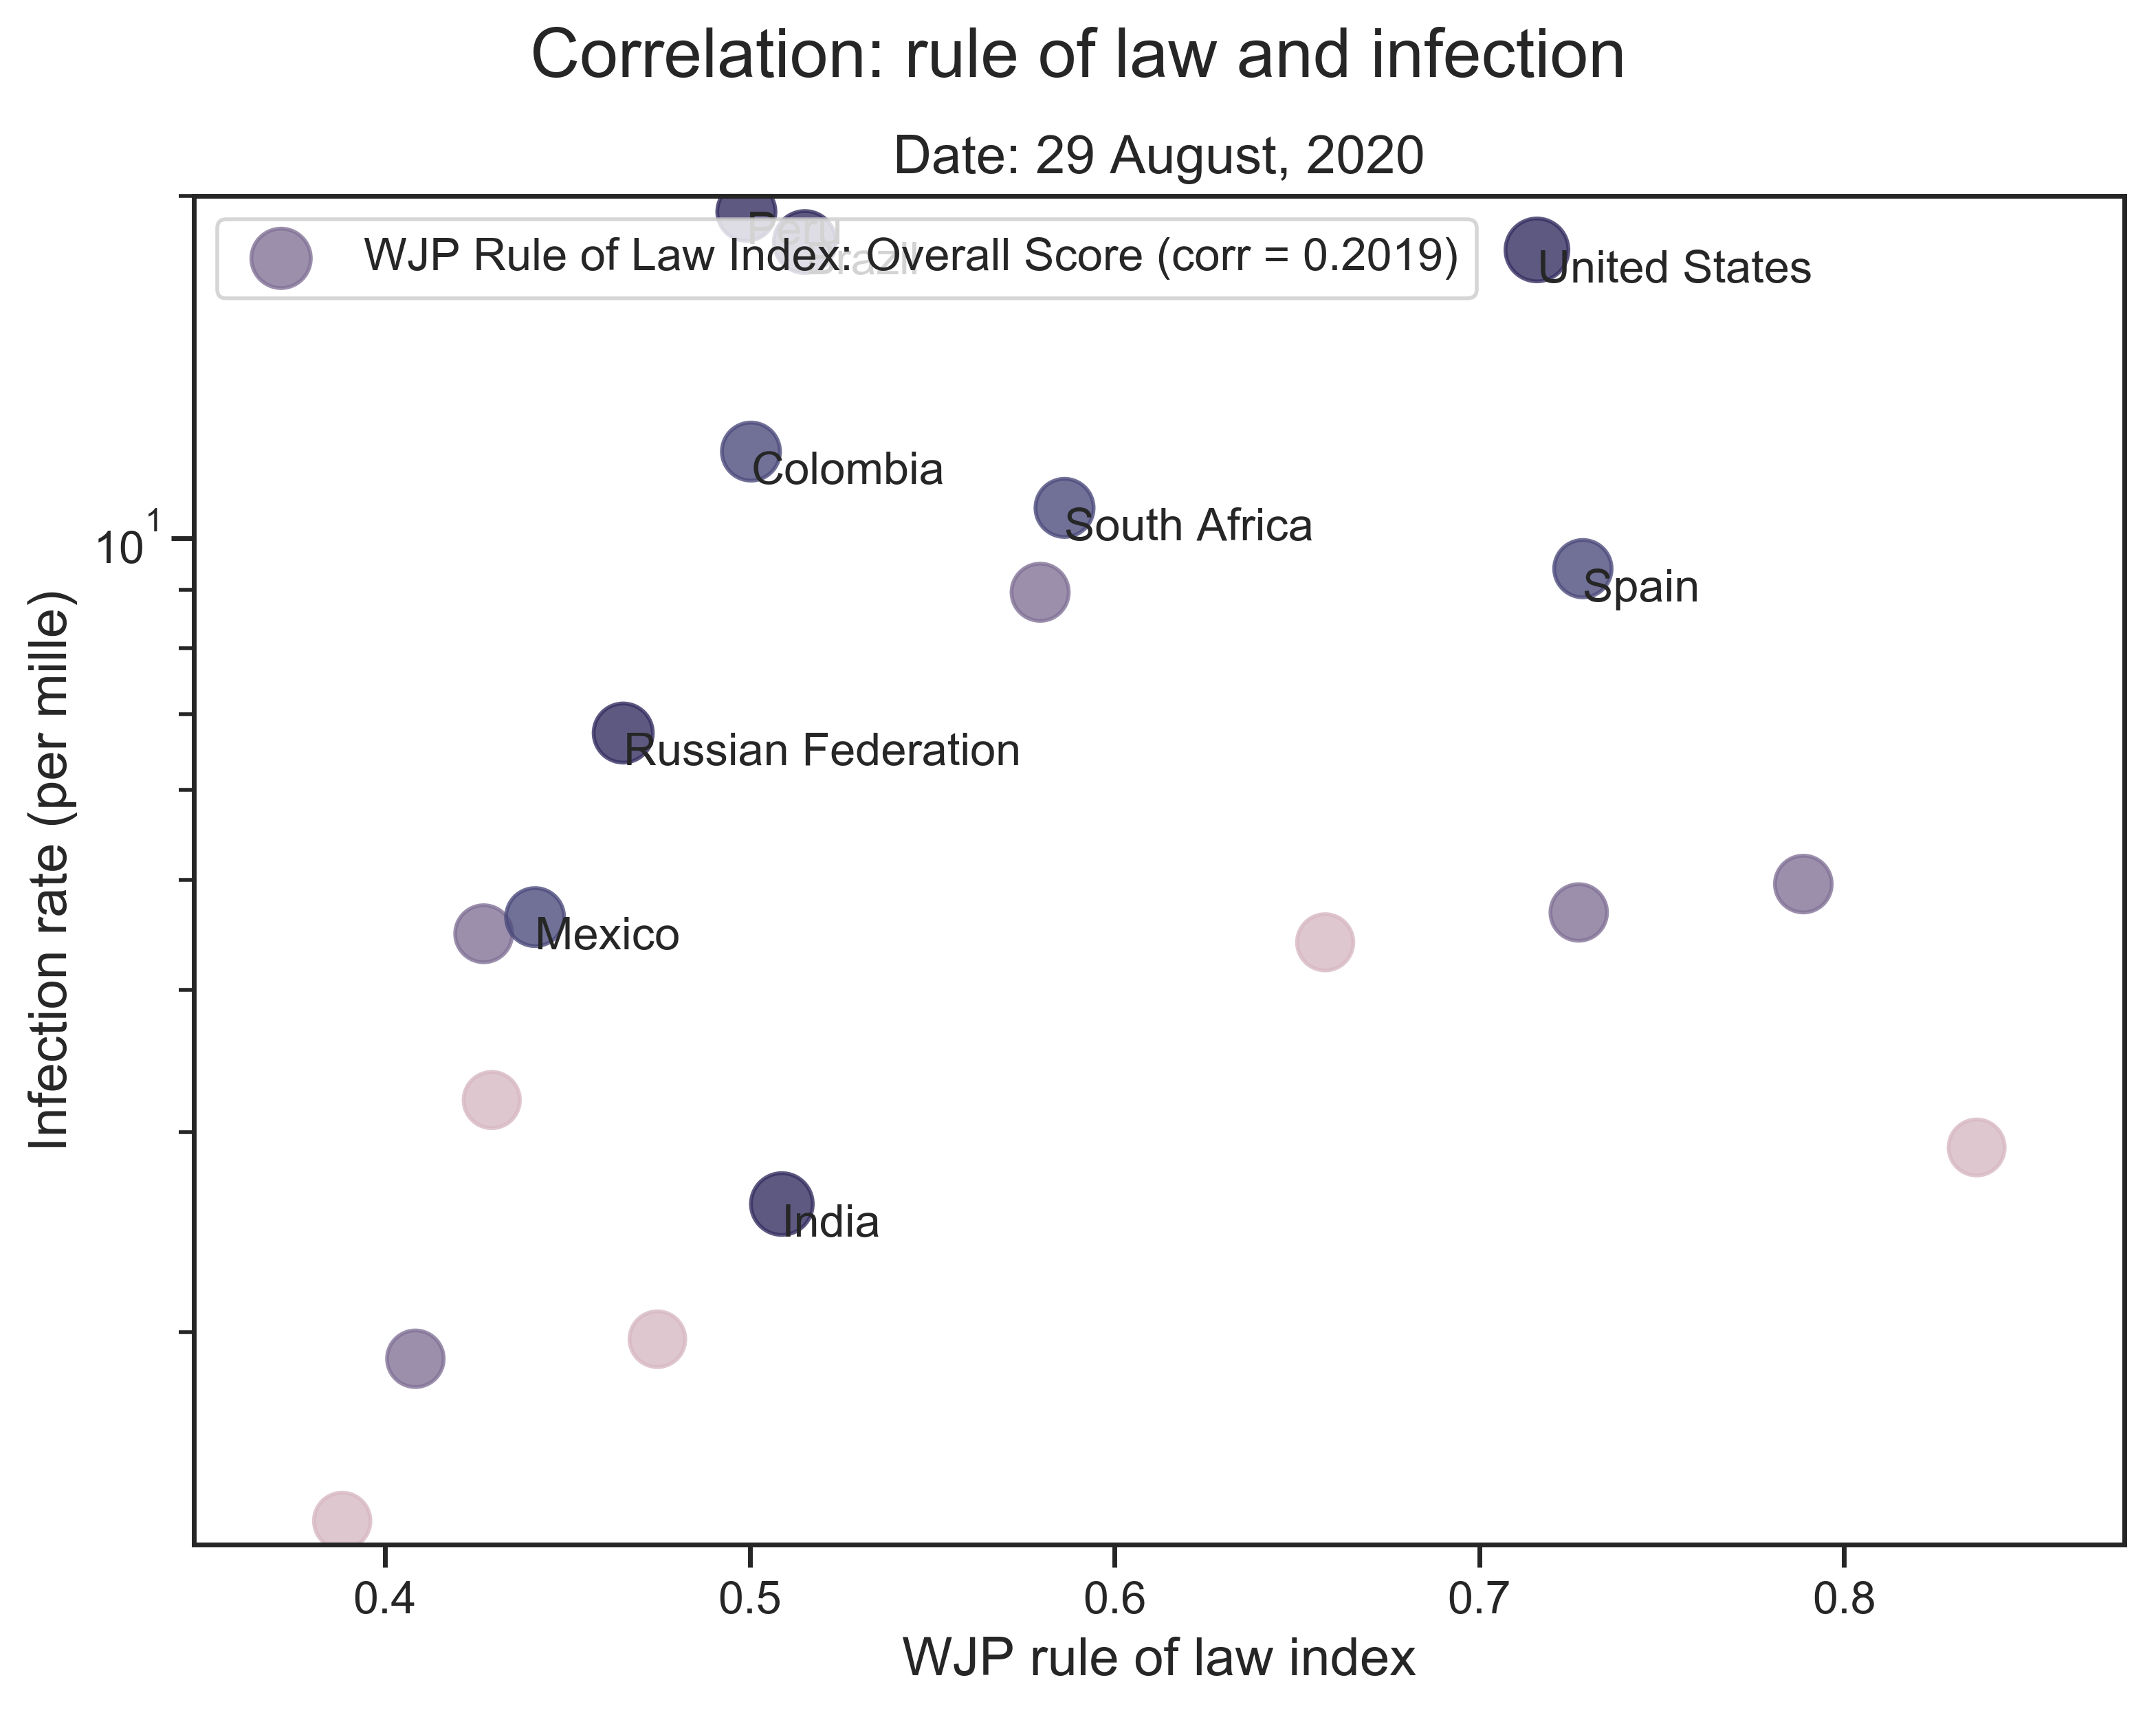 Correlation: rule of law and infection
Date: 29 August, 2020
Peru
Brazil
WJP Rule of Law Index: Overall Score (corr = 0.2019)
United States
Colombia
South Africa
10¹
Spain
Russian Federation
Mexico
India
Infection rate (per mille)
0.4 0.5 0.6 0.7 0.8
WJP rule of law index